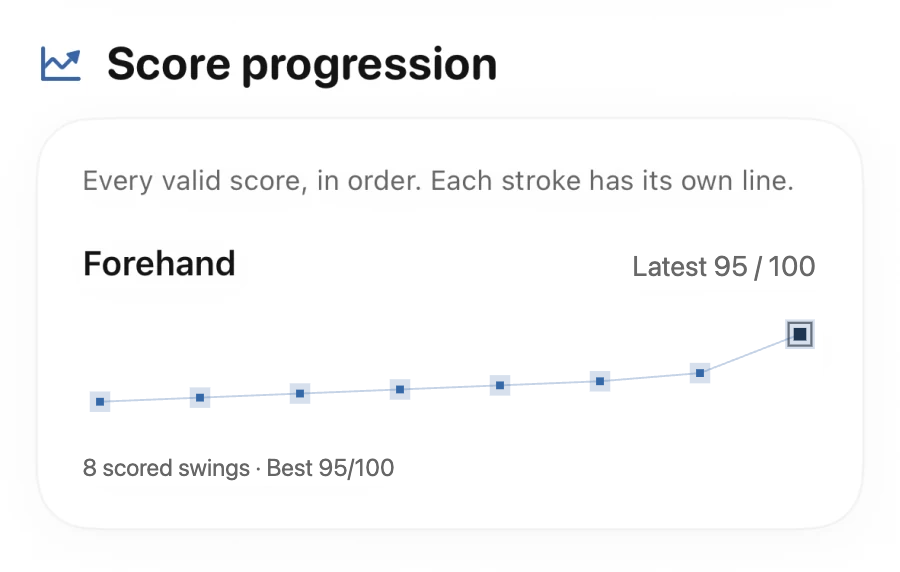 Score progression
Every valid score, in order. Each stroke has its own line.
Forehand
Latest 95 / 100
8 scored swings · Best 95/100